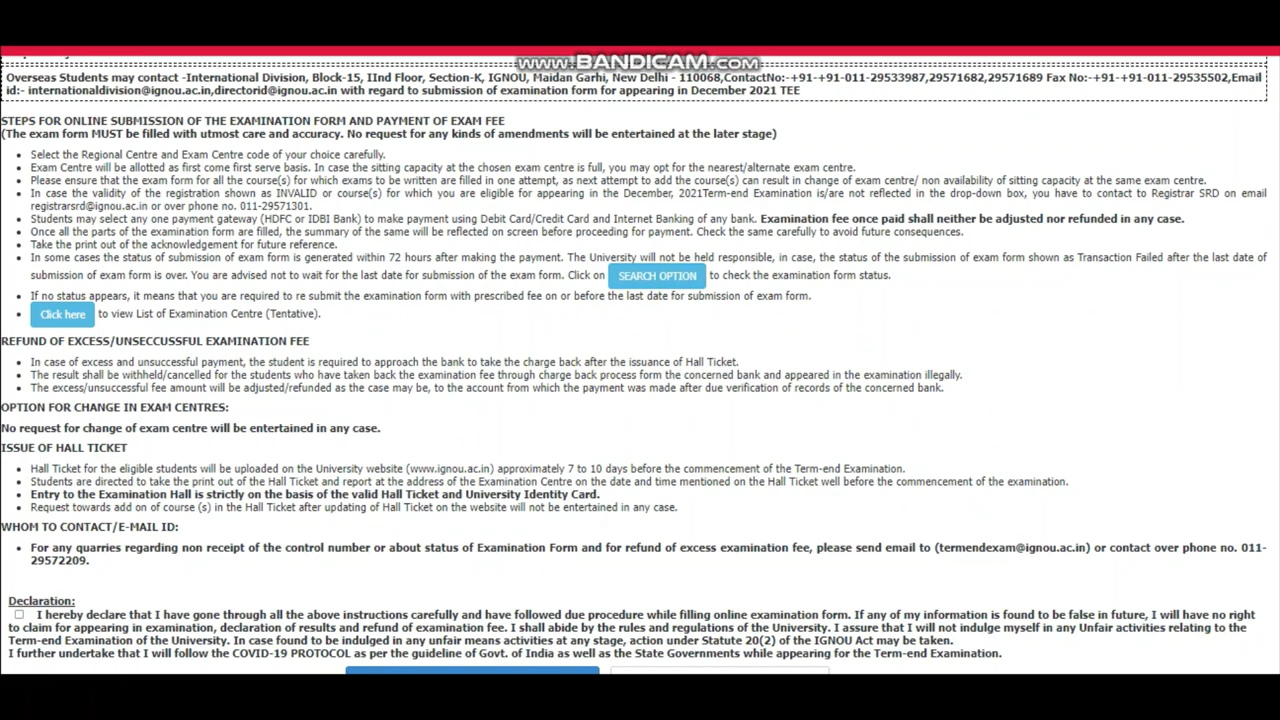 www.BANDICAM.com
Overseas Students may contact -International Division, Block-15, IInd Floor, Section-K, IGNOU, Maidan Garhi, New Delhi - 110068,ContactNo:-+91-+91-011-29533987,29571682,29571689 Fax No:-+91-+91-011-29535502,Email
id:- internationaldivision@ignou.ac.in,directorid@ignou.ac.in with regard to submission of examination form for appearing in December 2021 TEE
STEPS FOR ONLINE SUBMISSION OF THE EXAMINATION FORM AND PAYMENT OF EXAM FEE
(The exam form MUST be filled with utmost care and accuracy. No request for any kinds of amendments will be entertained at the later stage)
Select the Regional Centre and Exam Centre code of your choice carefully.
Exam Centre will be allotted as first come first serve basis. In case the sitting capacity at the chosen exam centre is full, you may opt for the nearest/alternate exam centre.
Please ensure that the exam form for all the course(s) for which exams to be written are filled in one attempt, as next attempt to add the course(s) can result in change of exam centre/ non availability of sitting capacity at the same exam centre.
In case the validity of the registration shown as INVALID or course(s) for which you are eligible for appearing in the December, 2021Term-end Examination is/are not reflected in the drop-down box, you have to contact to Registrar SRD on email
registrarsrd@ignou.ac.in or over phone no. 011-29571301.
Students may select any one payment gateway (HDFC or IDBI Bank) to make payment using Debit Card/Credit Card and Internet Banking of any bank. Examination fee once paid shall neither be adjusted nor refunded in any case.
Once all the parts of the examination form are filled, the summary of the same will be reflected on screen before proceeding for payment. Check the same carefully to avoid future consequences.
Take the print out of the acknowledgement for future reference.
In some cases the status of submission of exam form is generated within 72 hours after making the payment. The University will not be held responsible, in case, the status of the submission of exam form shown as Transaction Failed after the last date of
submission of exam form is over. You are advised not to wait for the last date for submission of the exam form. Click on SEARCH OPTION to check the examination form status.
If no status appears, it means that you are required to re submit the examination form with prescribed fee on or before the last date for submission of exam form.
Click here to view List of Examination Centre (Tentative).
REFUND OF EXCESS/UNSECCUSSFUL EXAMINATION FEE
In case of excess and unsuccessful payment, the student is required to approach the bank to take the charge back after the issuance of Hall Ticket.
The result shall be withheld/cancelled for the students who have taken back the examination fee through charge back process form the concerned bank and appeared in the examination illegally.
The excess/unsuccessful fee amount will be adjusted/refunded as the case may be, to the account from which the payment was made after due verification of records of the concerned bank.
OPTION FOR CHANGE IN EXAM CENTRES:
No request for change of exam centre will be entertained in any case.
ISSUE OF HALL TICKET
Hall Ticket for the eligible students will be uploaded on the University website (www.ignou.ac.in) approximately 7 to 10 days before the commencement of the Term-end Examination.
Students are directed to take the print out of the Hall Ticket and report at the address of the Examination Centre on the date and time mentioned on the Hall Ticket well before the commencement of the examination.
Entry to the Examination Hall is strictly on the basis of the valid Hall Ticket and University Identity Card.
Request towards add on of course (s) in the Hall Ticket after updating of Hall Ticket on the website will not be entertained in any case.
WHOM TO CONTACT/E-MAIL ID:
For any quarries regarding non receipt of the control number or about status of Examination Form and for refund of excess examination fee, please send email to (termendexam@ignou.ac.in) or contact over phone no. 011-
29572209.
Declaration:
I hereby declare that I have gone through all the above instructions carefully and have followed due procedure while filling online examination form. If any of my information is found to be false in future, I will have no right
to claim for appearing in examination, declaration of results and refund of examination fee. I shall abide by the rules and regulations of the University. I assure that I will not indulge myself in any Unfair activities relating to the
Term-end Examination of the University. In case found to be indulged in any unfair means activities at any stage, action under Statute 20(2) of the IGNOU Act may be taken.
I further undertake that I will follow the COVID-19 PROTOCOL as per the guideline of Govt. of India as well as the State Governments while appearing for the Term-end Examination.